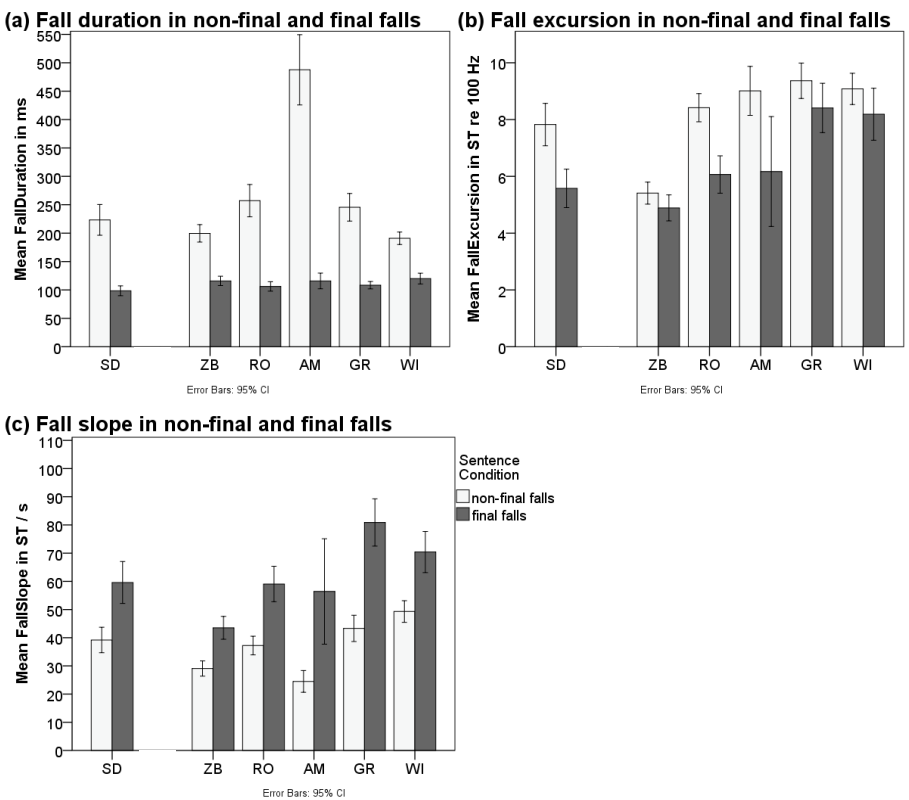 (a) Fall duration in non-final and final falls
Mean FallDuration in ms
550
500
450
400
350
300
250
200
150
100
50
0
SD ZB RO AM GR WI
Error Bars: 95% CI
(b) Fall excursion in non-final and final falls
Mean FallExcursion in ST re 100 Hz
10
8
6
4
2
0
SD ZB RO AM GR WI
Error Bars: 95% CI
(c) Fall slope in non-final and final falls
Mean FallSlope in ST / s
110
100
90
80
70
60
50
40
30
20
10
0
SD ZB RO AM GR WI
Error Bars: 95% CI
Sentence
Condition
non-final falls
final falls